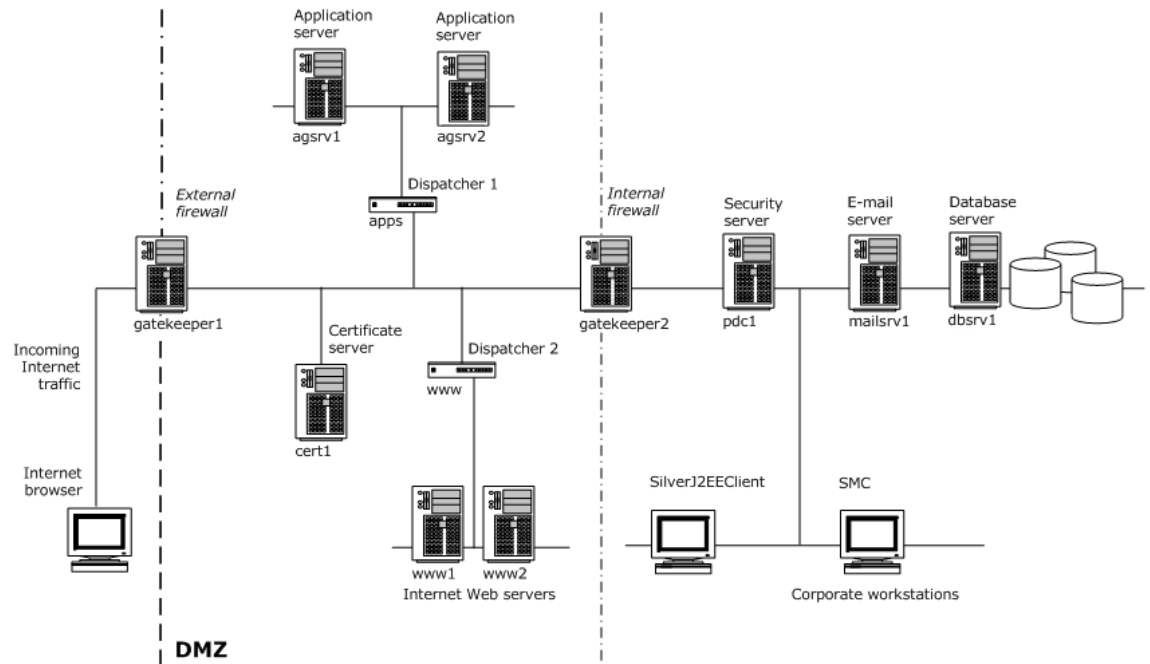 Application
server
Application
server
agsrv1
agsrv2
External
firewall
Dispatcher 1
apps
Internal
firewall
Security
server
E-mail
server
Database
server
gatekeeper1
gatekeeper2
pdc1
mailsrv1
dbsrv1
Incoming
Internet
traffic
Certificate
server
Dispatcher 2
www
cert1
Internet
browser
SilverJ2EEClient
SMC
www1
www2
Internet Web servers
Corporate workstations
DMZ